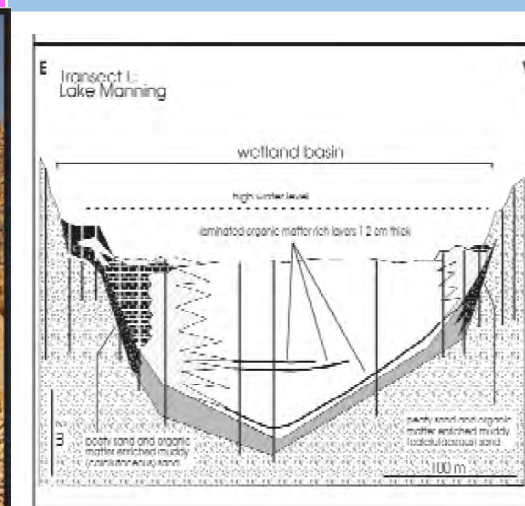 E
Transect L:
Lake Manning
wetland basin
high water level
laminated organic matter rich layers 1 2 cm thick
peaty sand and organic
matter enriched muddy
sand
peaty sand and organic
matter enriched muddy
sand
100 m